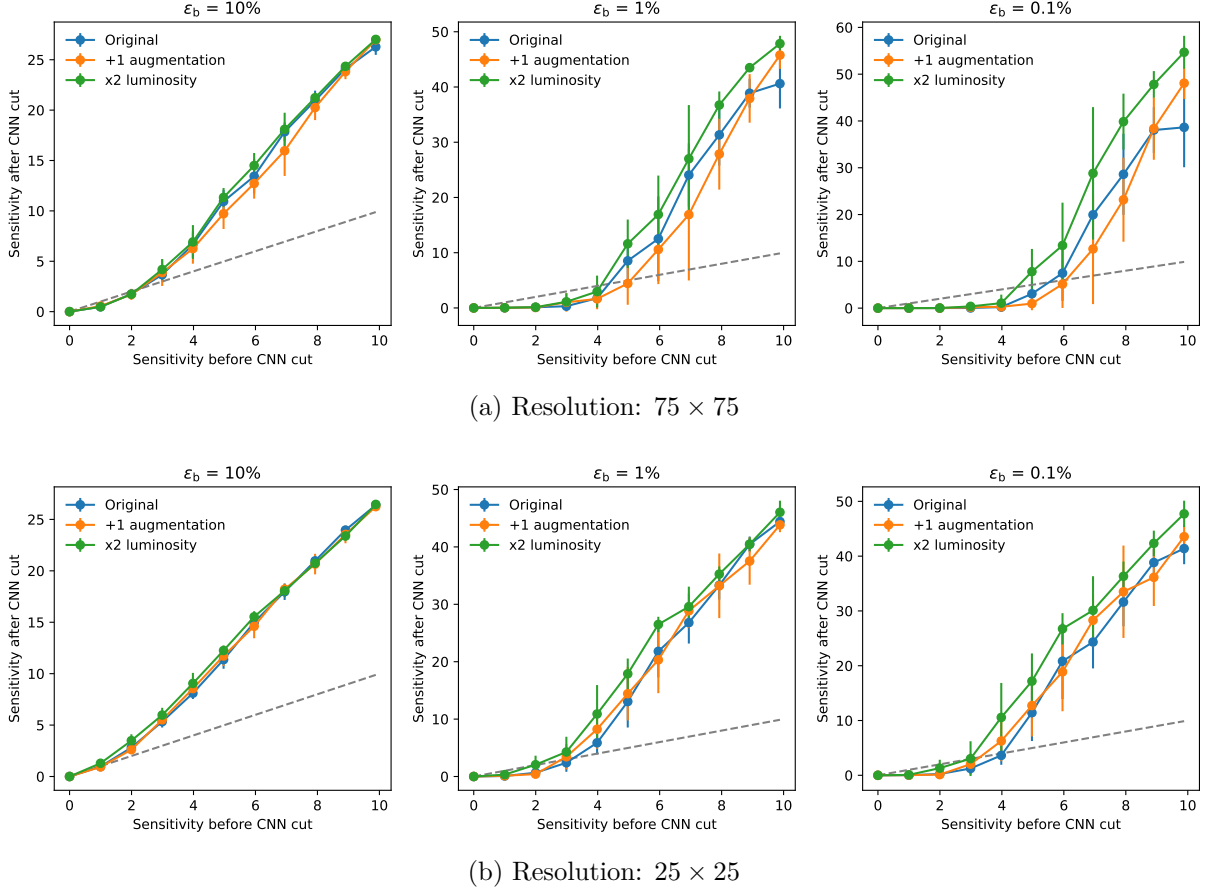 εb = 10%
Sensitivity after CNN cut
25
20
15
10
5
0
Original
+1 augmentation
x2 luminosity
0 2 4 6 8 10
Sensitivity before CNN cut
εb = 1%
Sensitivity after CNN cut
50
40
30
20
10
0
Original
+1 augmentation
x2 luminosity
0 2 4 6 8 10
Sensitivity before CNN cut
εb = 0.1%
Sensitivity after CNN cut
60
50
40
30
20
10
0
Original
+1 augmentation
x2 luminosity
0 2 4 6 8 10
Sensitivity before CNN cut
(a) Resolution: 75 × 75
εb = 10%
Sensitivity after CNN cut
25
20
15
10
5
0
Original
+1 augmentation
x2 luminosity
0 2 4 6 8 10
Sensitivity before CNN cut
εb = 1%
Sensitivity after CNN cut
50
40
30
20
10
0
Original
+1 augmentation
x2 luminosity
0 2 4 6 8 10
Sensitivity before CNN cut
εb = 0.1%
Sensitivity after CNN cut
50
40
30
20
10
0
Original
+1 augmentation
x2 luminosity
0 2 4 6 8 10
Sensitivity before CNN cut
(b) Resolution: 25 × 25